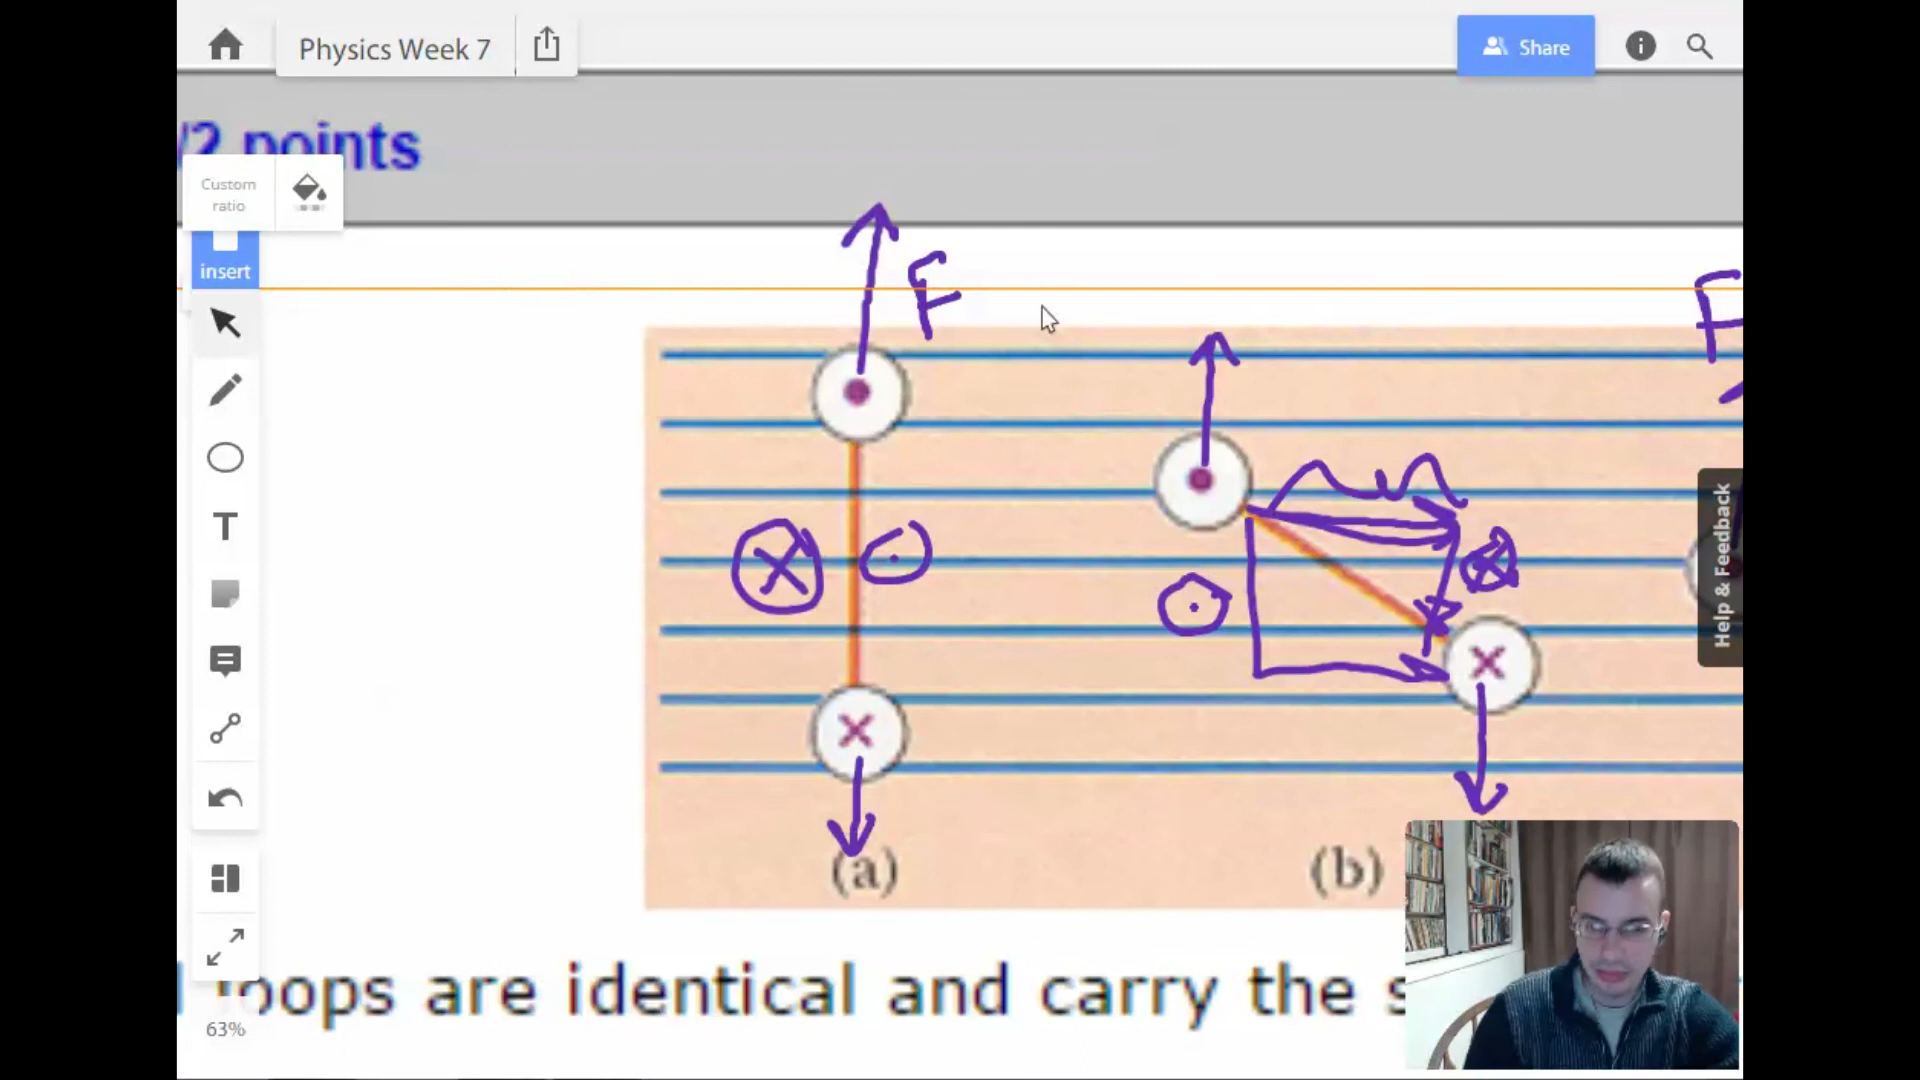 Physics Week 7
Share
/2 points
Custom
ratio
insert
F
F
T
Help & Feedback
(a)
(b)
loops are identical and carry the s
63%